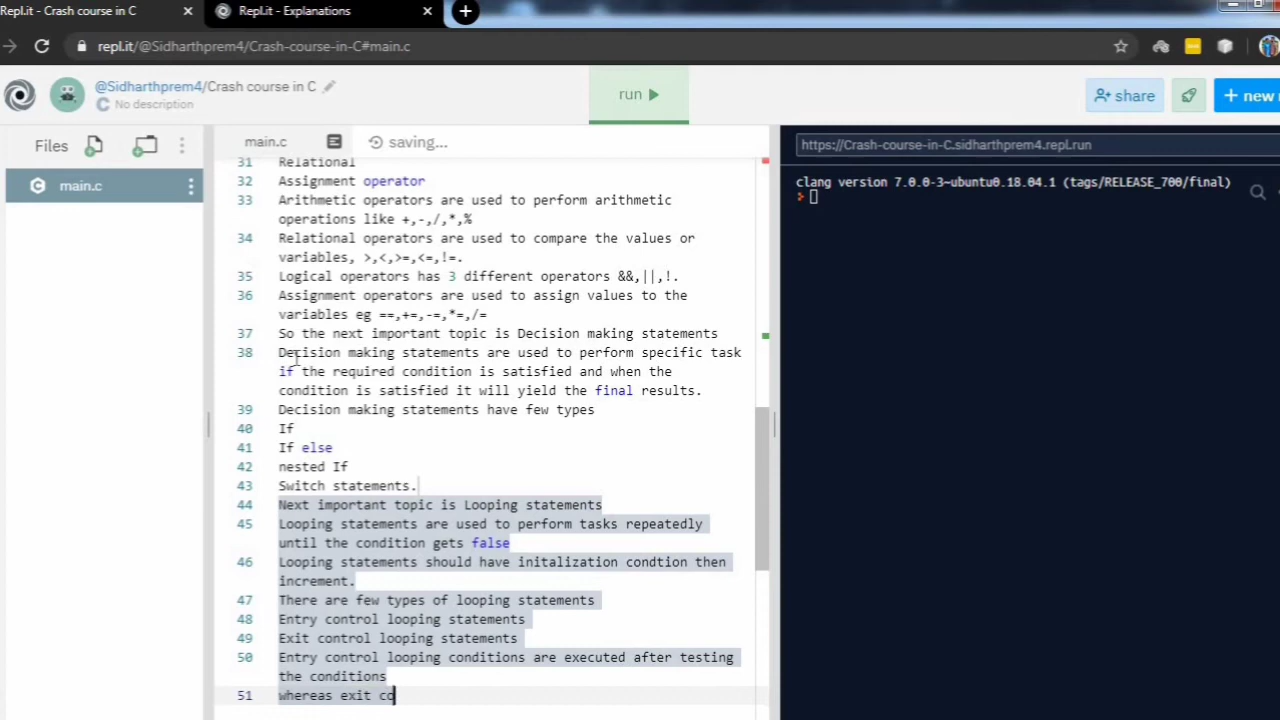 Repl.it - Crash course in C
Repl.it - Explanations
repl.it/@Sidharthprem4/Crash-course-in-C#main.c
@Sidharthprem4/Crash course in C
No description
run
share
+ new
Files
main.c
saving...
main.c
https://Crash-course-in-C.sidharthprem4.repl.run
clang version 7.0.0-3~ubuntu0.18.04.1 (tags/RELEASE_700/final)
31 Relational
32 Assignment operator
33 Arithmetic operators are used to perform arithmetic
operations like +,-,/,*,%
34 Relational operators are used to compare the values or
variables, >,<,>=,<=,!=.
35 Logical operators has 3 different operators &&,||,!.
36 Assignment operators are used to assign values to the
variables eg ==,+=,-=,*=,/=
37 So the next important topic is Decision making statements
38 Decision making statements are used to perform specific task
if the required condition is satisfied and when the
condition is satisfied it will yield the final results.
39 Decision making statements have few types
40 If
41 If else
42 nested If
43 Switch statements.
44 Next important topic is Looping statements
45 Looping statements are used to perform tasks repeatedly
until the condition gets false
46 Looping statements should have initalization condtion then
increment.
47 There are few types of looping statements
48 Entry control looping statements
49 Exit control looping statements
50 Entry control looping conditions are executed after testing
the conditions
51 whereas exit co